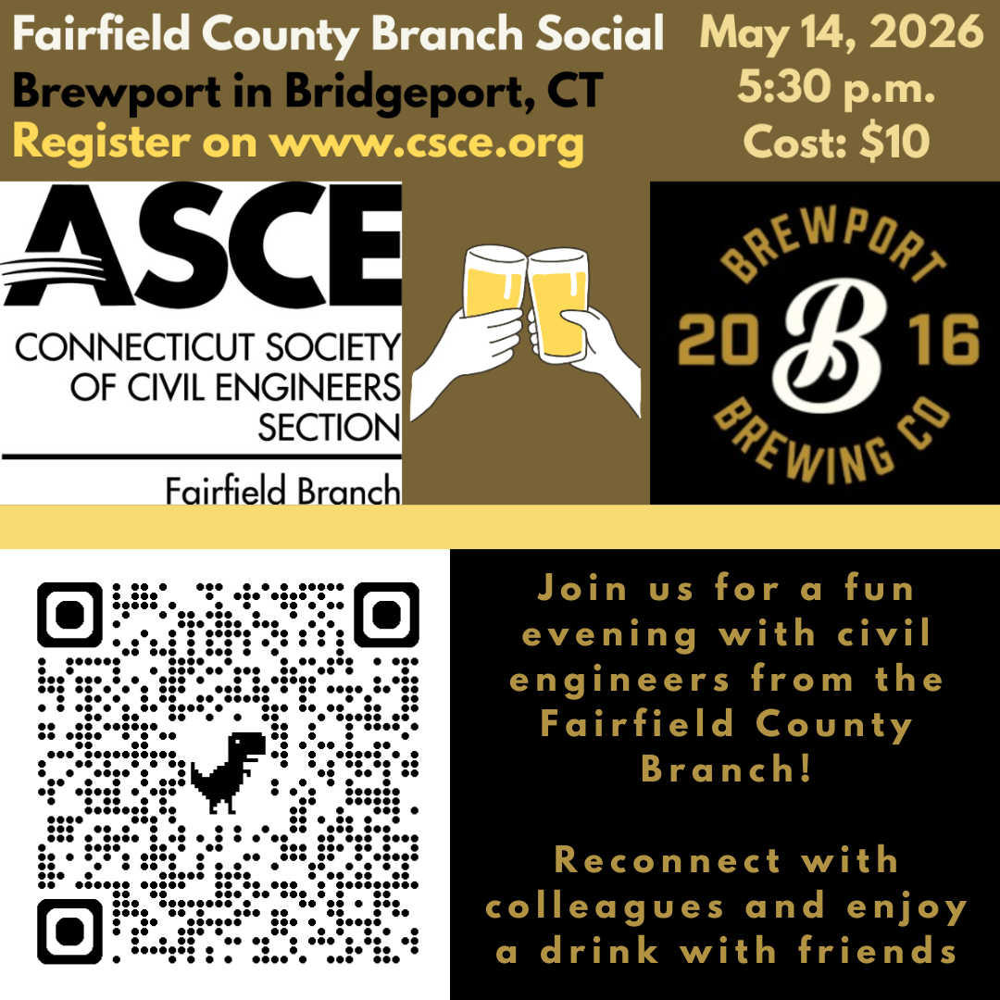 Fairfield County Branch Social
Brewport in Bridgeport, CT
Register on www.csce.org
May 14, 2026
5:30 p.m.
Cost: $10
ASCE
CONNECTICUT SOCIETY
OF CIVIL ENGINEERS
SECTION
Fairfield Branch
BREWPORT
20 B 16
BREWING CO
Join us for a fun
evening with civil
engineers from the
Fairfield County
Branch!
Reconnect with
colleagues and enjoy
a drink with friends